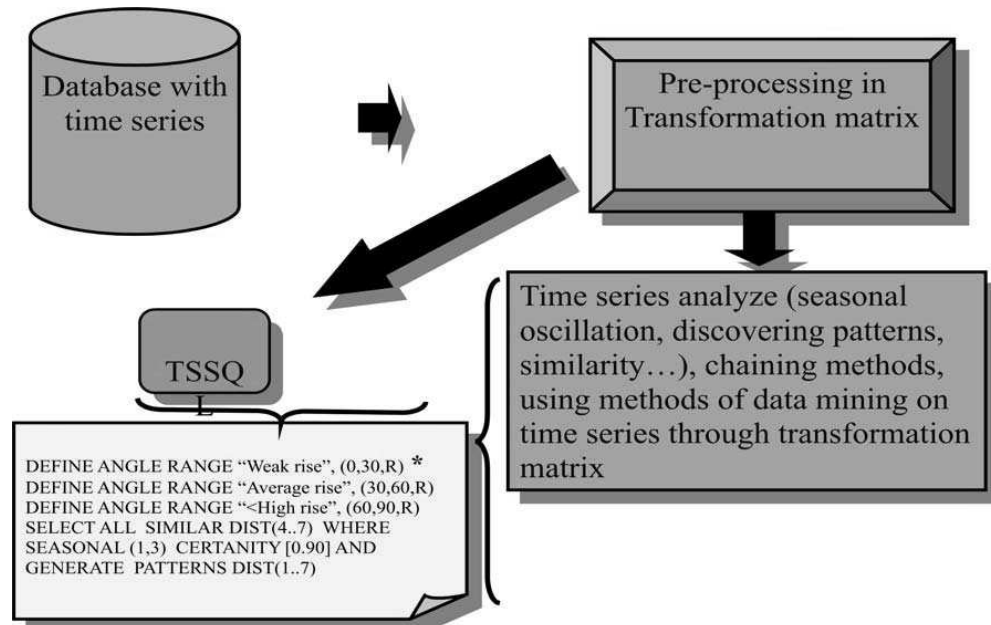 Database with
time series
Pre-processing in
Transformation matrix
Time series analyze (seasonal
oscillation, discovering patterns,
similarity…), chaining methods,
using methods of data mining on
time series through transformation
matrix
TSSQ
L
DEFINE ANGLE RANGE “Weak rise”, (0,30,R) *
DEFINE ANGLE RANGE “Average rise”, (30,60,R)
DEFINE ANGLE RANGE “<High rise”, (60,90,R)
SELECT ALL SIMILAR DIST(4..7) WHERE
SEASONAL (1,3) CERTANITY [0.90] AND
GENERATE PATTERNS DIST(1..7)